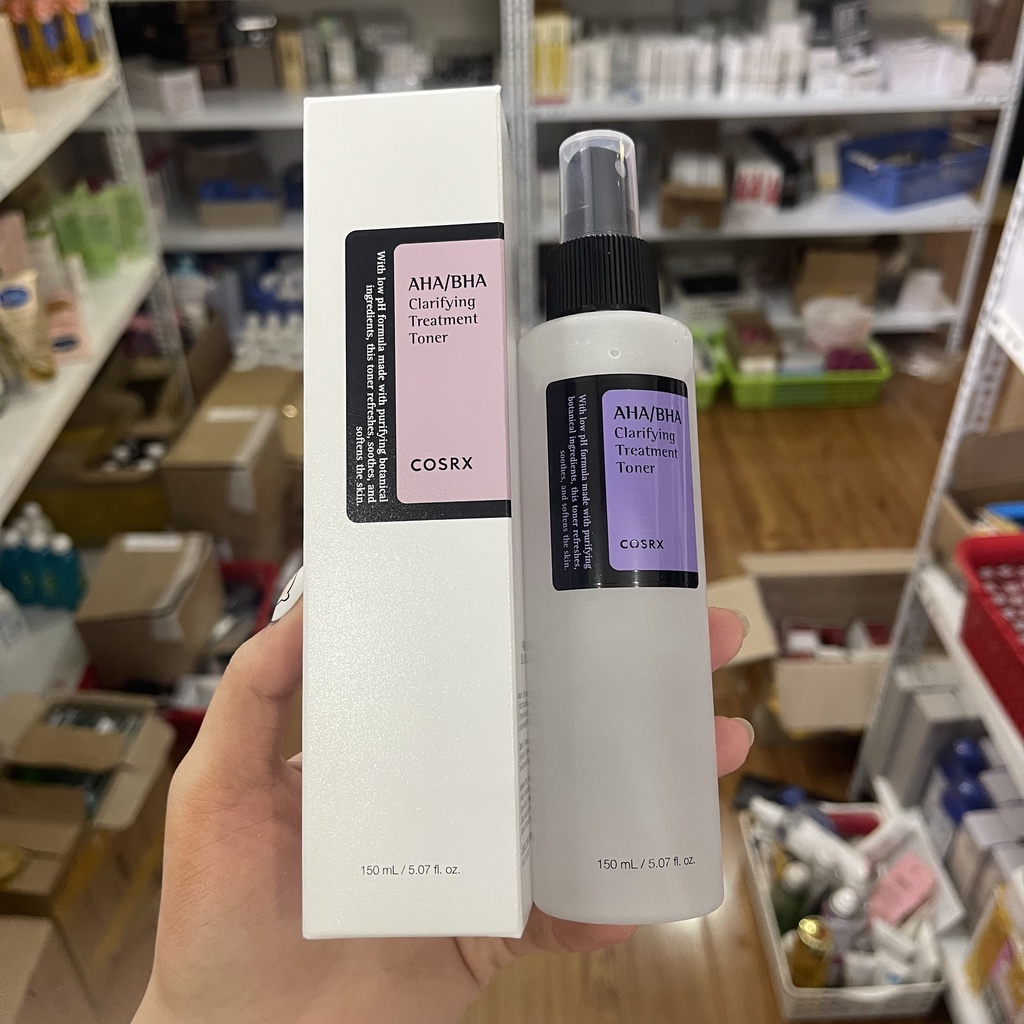 AHA/BHA
Clarifying
Treatment
Toner
COSRX
With low pH formula made with purifying botanical
ingredients, this toner refreshes, soothes, and
softens the skin.
150 mL / 5.07 fl. oz.
AHA/BHA
Clarifying
Treatment
Toner
COSRX
With low pH formula made with purifying
botanical ingredients, this toner refreshes,
soothes, and softens the skin.
150 mL / 5.07 fl. oz.